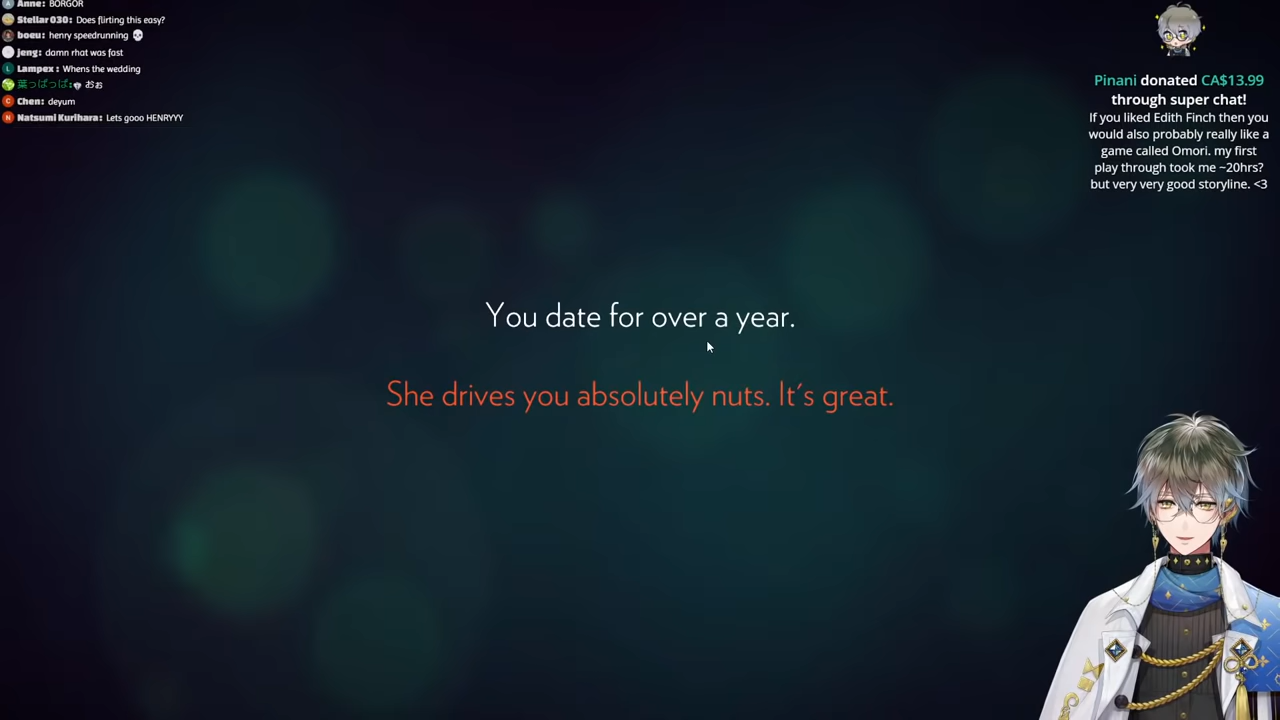 Anne: BORGOR
Stellar030: Does flirting this easy?
boeu: henry speedrunning 💀
jeng: damn rhat was fast
Lampex: Whens the wedding
葉っぱっぱ: おぉ
Chen: deyum
Natsumi Kurihara: Lets gooo HENRYYY
Pinani donated CA$13.99
through super chat!
If you liked Edith Finch then you
would also probably really like a
game called Omori. my first
play through took me ~20hrs?
but very very good storyline. <3
You date for over a year.
She drives you absolutely nuts. It's great.